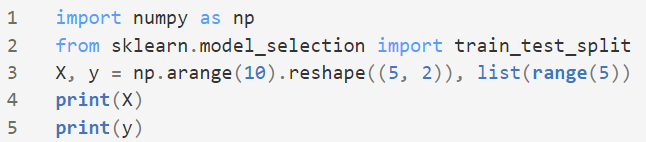 1 import numpy as np
2 from sklearn.model_selection import train_test_split
3 X, y = np.arange(10).reshape((5, 2)), list(range(5))
4 print(X)
5 print(y)